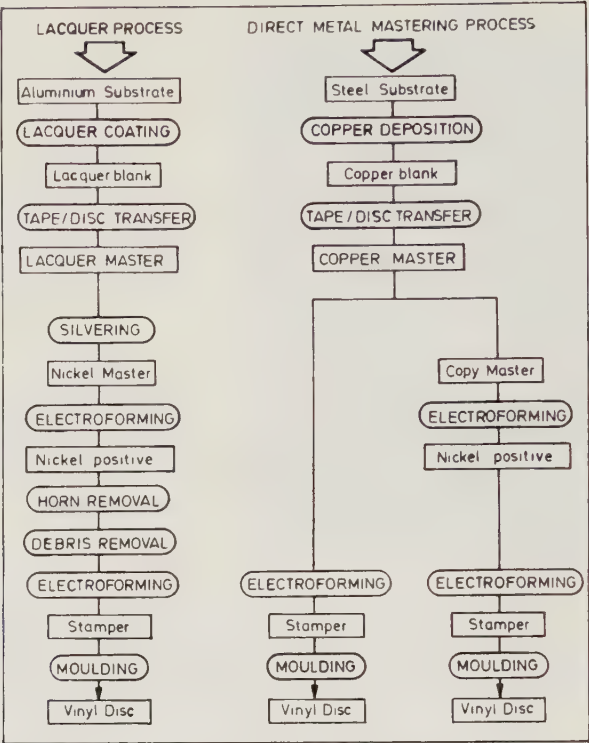 LACQUER PROCESS
Aluminium Substrate
LACQUER COATING
Lacquer blank
TAPE/DISC TRANSFER
LACQUER MASTER
SILVERING
Nickel Master
ELECTROFORMING
Nickel positive
HORN REMOVAL
DEBRIS REMOVAL
ELECTROFORMING
Stamper
MOULDING
Vinyl Disc
DIRECT METAL MASTERING PROCESS
Steel Substrate
COPPER DEPOSITION
Copper blank
TAPE/DISC TRANSFER
COPPER MASTER
ELECTROFORMING
Stamper
MOULDING
Vinyl Disc
Copy Master
ELECTROFORMING
Nickel positive
ELECTROFORMING
Stamper
MOULDING
Vinyl Disc